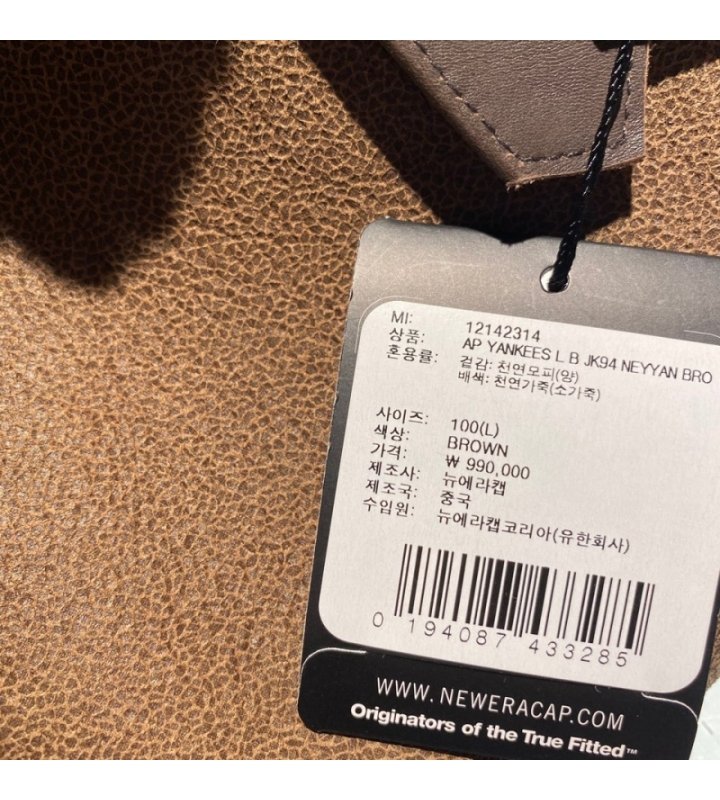 MI: 12142314
상품: AP YANKEES L B JK94 NEYYAN BRO
혼용률: 겉감: 천연모피(양)
배색: 천연가죽(소가죽)
사이즈: 100(L)
색상: BROWN
가격: ₩ 990,000
제조사: 뉴에라캡
제조국: 중국
수입원: 뉴에라캡코리아(유한회사)
0 194087 433285
WWW.NEWERACAP.COM
Originators of the True Fitted™